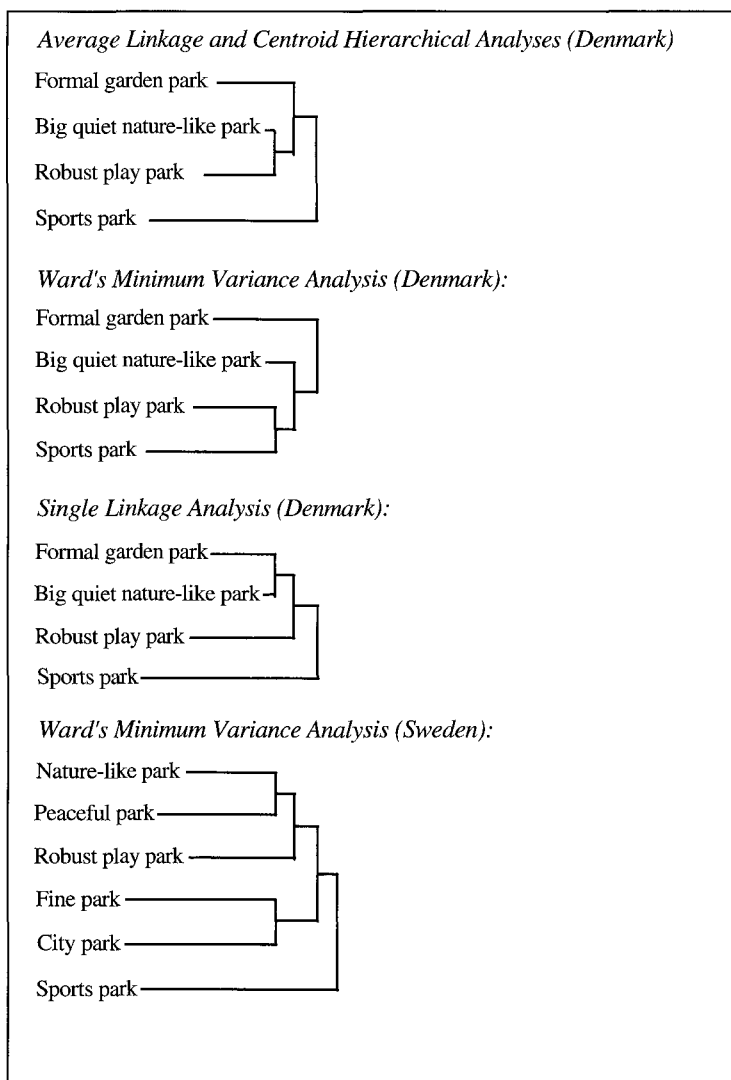 Average Linkage and Centroid Hierarchical Analyses (Denmark)
Formal garden park
Big quiet nature-like park
Robust play park
Sports park
Ward's Minimum Variance Analysis (Denmark):
Formal garden park
Big quiet nature-like park
Robust play park
Sports park
Single Linkage Analysis (Denmark):
Formal garden park
Big quiet nature-like park
Robust play park
Sports park
Ward's Minimum Variance Analysis (Sweden):
Nature-like park
Peaceful park
Robust play park
Fine park
City park
Sports park